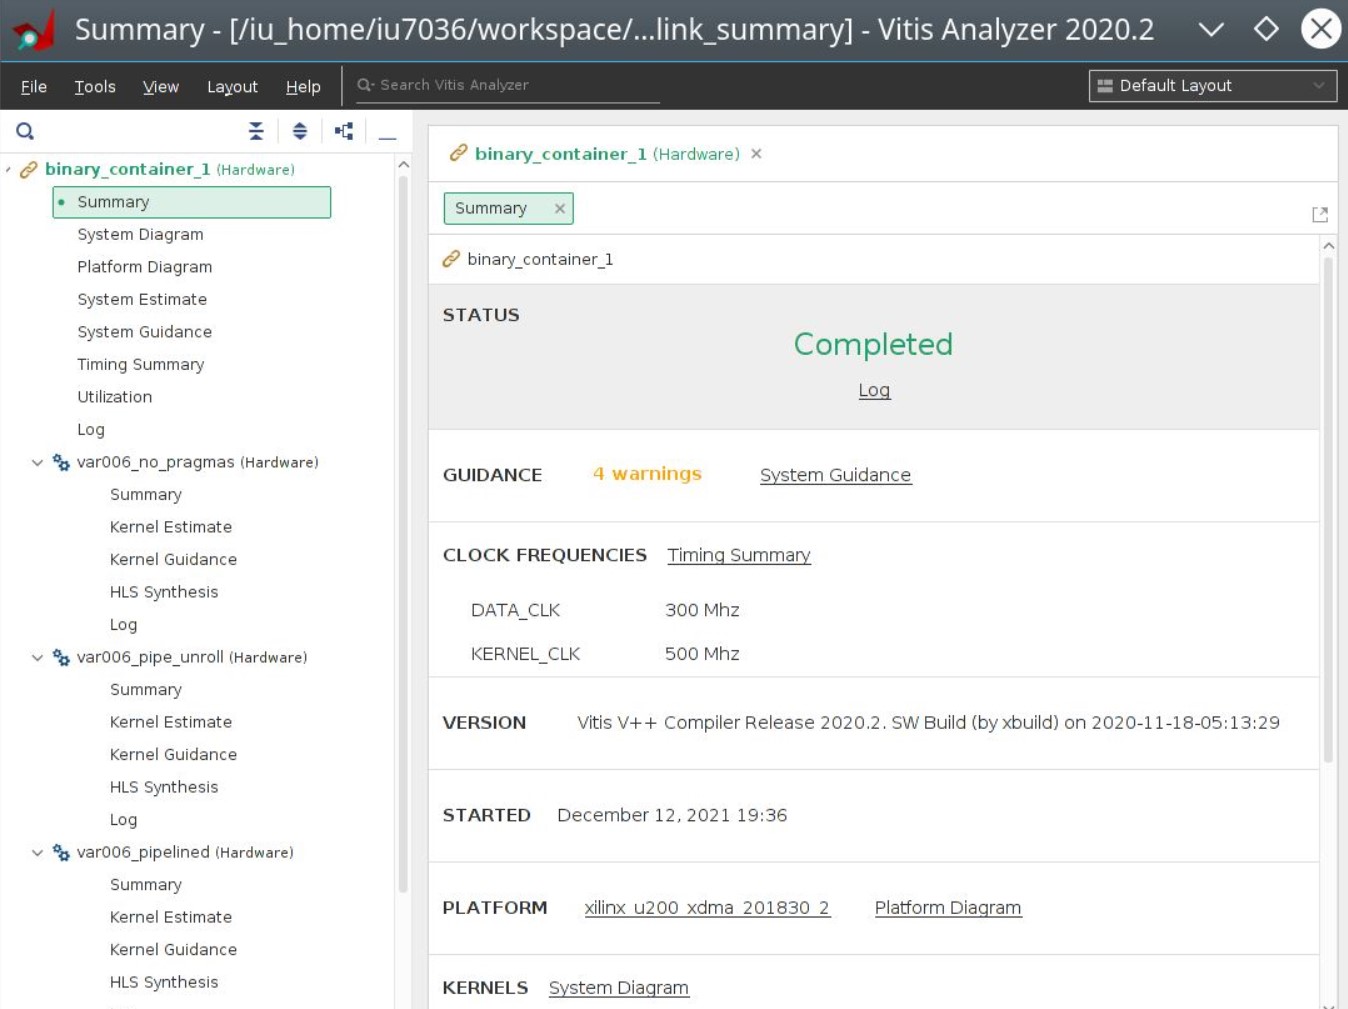 Summary - [/iu_home/iu7036/workspace/...link_summary] - Vitis Analyzer 2020.2
File Tools View Layout Help Search Vitis Analyzer Default Layout
binary_container_1 (Hardware)
Summary
System Diagram
Platform Diagram
System Estimate
System Guidance
Timing Summary
Utilization
Log
var006_no_pragmas (Hardware)
Summary
Kernel Estimate
Kernel Guidance
HLS Synthesis
Log
var006_pipe_unroll (Hardware)
Summary
Kernel Estimate
Kernel Guidance
HLS Synthesis
Log
var006_pipelined (Hardware)
Summary
Kernel Estimate
Kernel Guidance
HLS Synthesis
binary_container_1 (Hardware)
Summary
binary_container_1
STATUS
Completed
Log
GUIDANCE 4 warnings System Guidance
CLOCK FREQUENCIES Timing Summary
DATA_CLK 300 Mhz
KERNEL_CLK 500 Mhz
VERSION Vitis V++ Compiler Release 2020.2. SW Build (by xbuild) on 2020-11-18-05:13:29
STARTED December 12, 2021 19:36
PLATFORM xilinx_u200_xdma_201830_2 Platform Diagram
KERNELS System Diagram